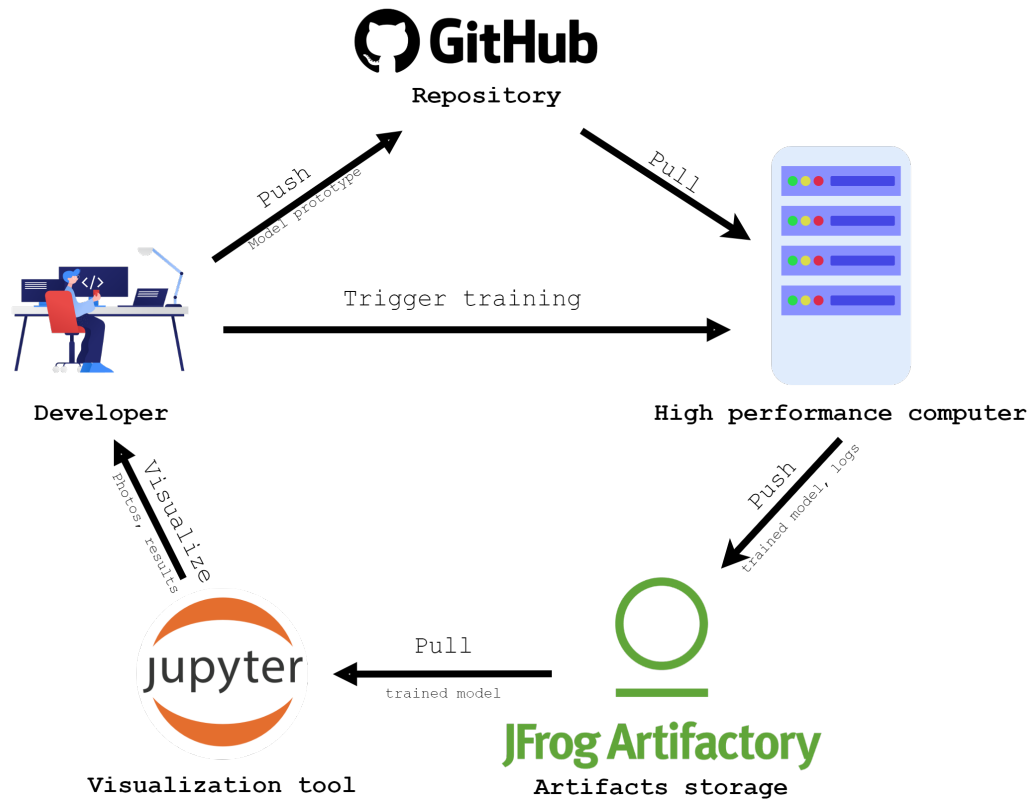 GitHub
Repository
Push
Model prototype
Pull
</>
Trigger training
Developer
High performance computer
Visualize
Photos, results
Push
trained model, logs
Pull
trained model
jupyter
JFrog Artifactory
Visualization tool
Artifacts storage